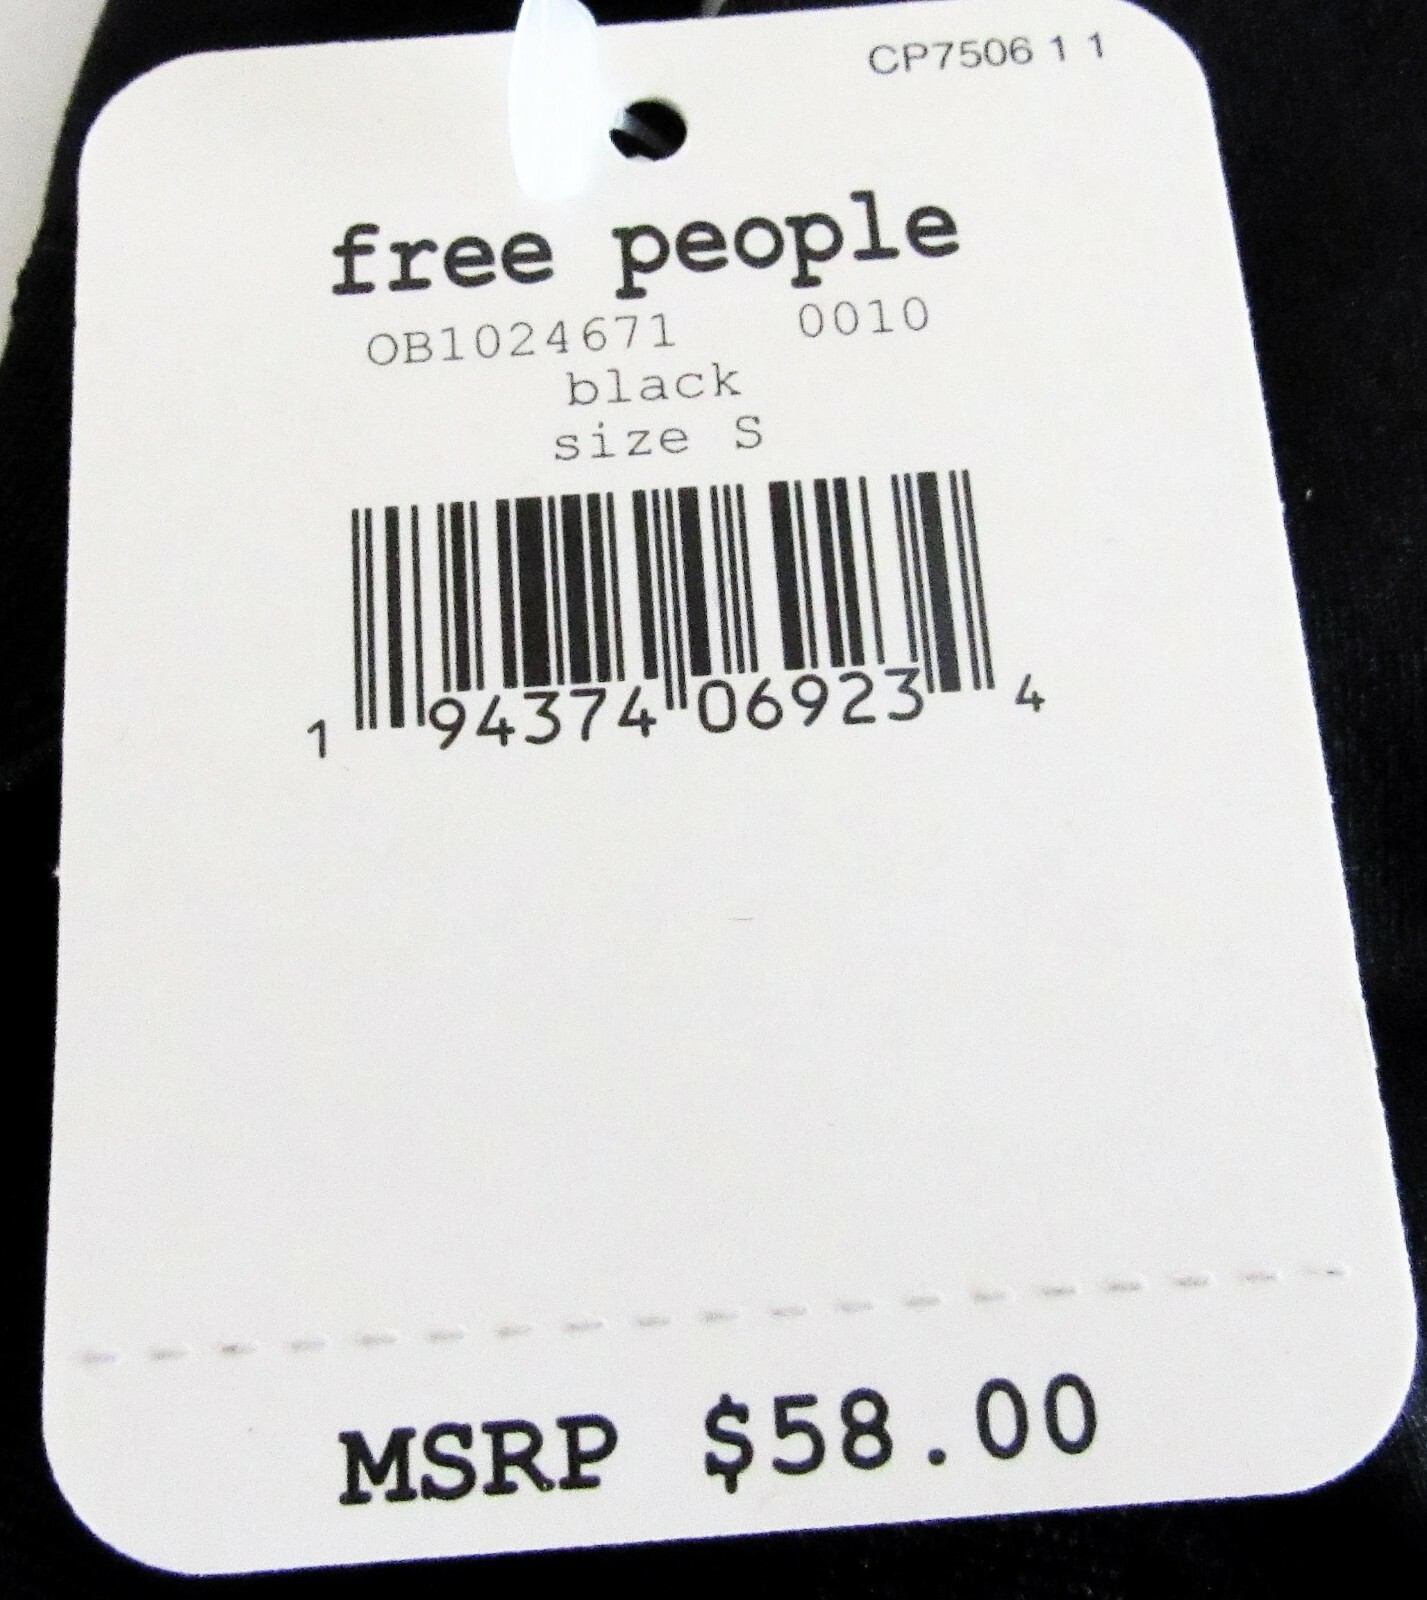 CP7506 1 1
free people
OB1024671 0010
black
size S
1 94374 06923 4
MSRP $58.00